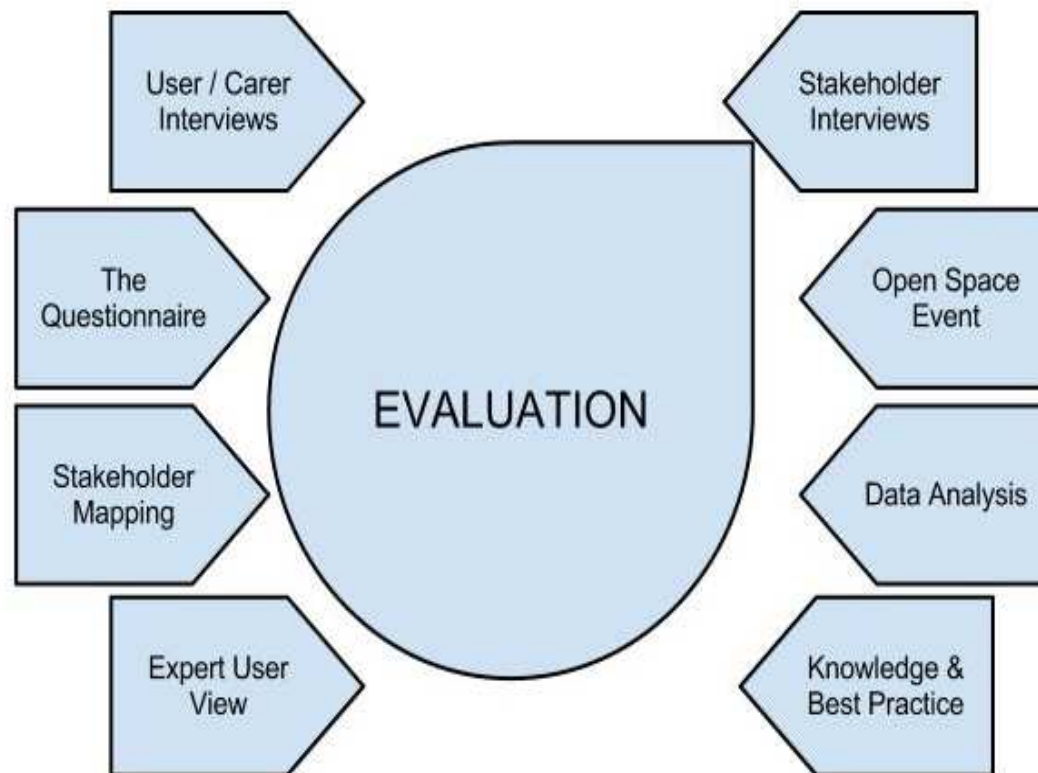 User / Carer
Interviews
Stakeholder
Interviews
The
Questionnaire
Open Space
Event
EVALUATION
Stakeholder
Mapping
Data Analysis
Expert User
View
Knowledge &
Best Practice